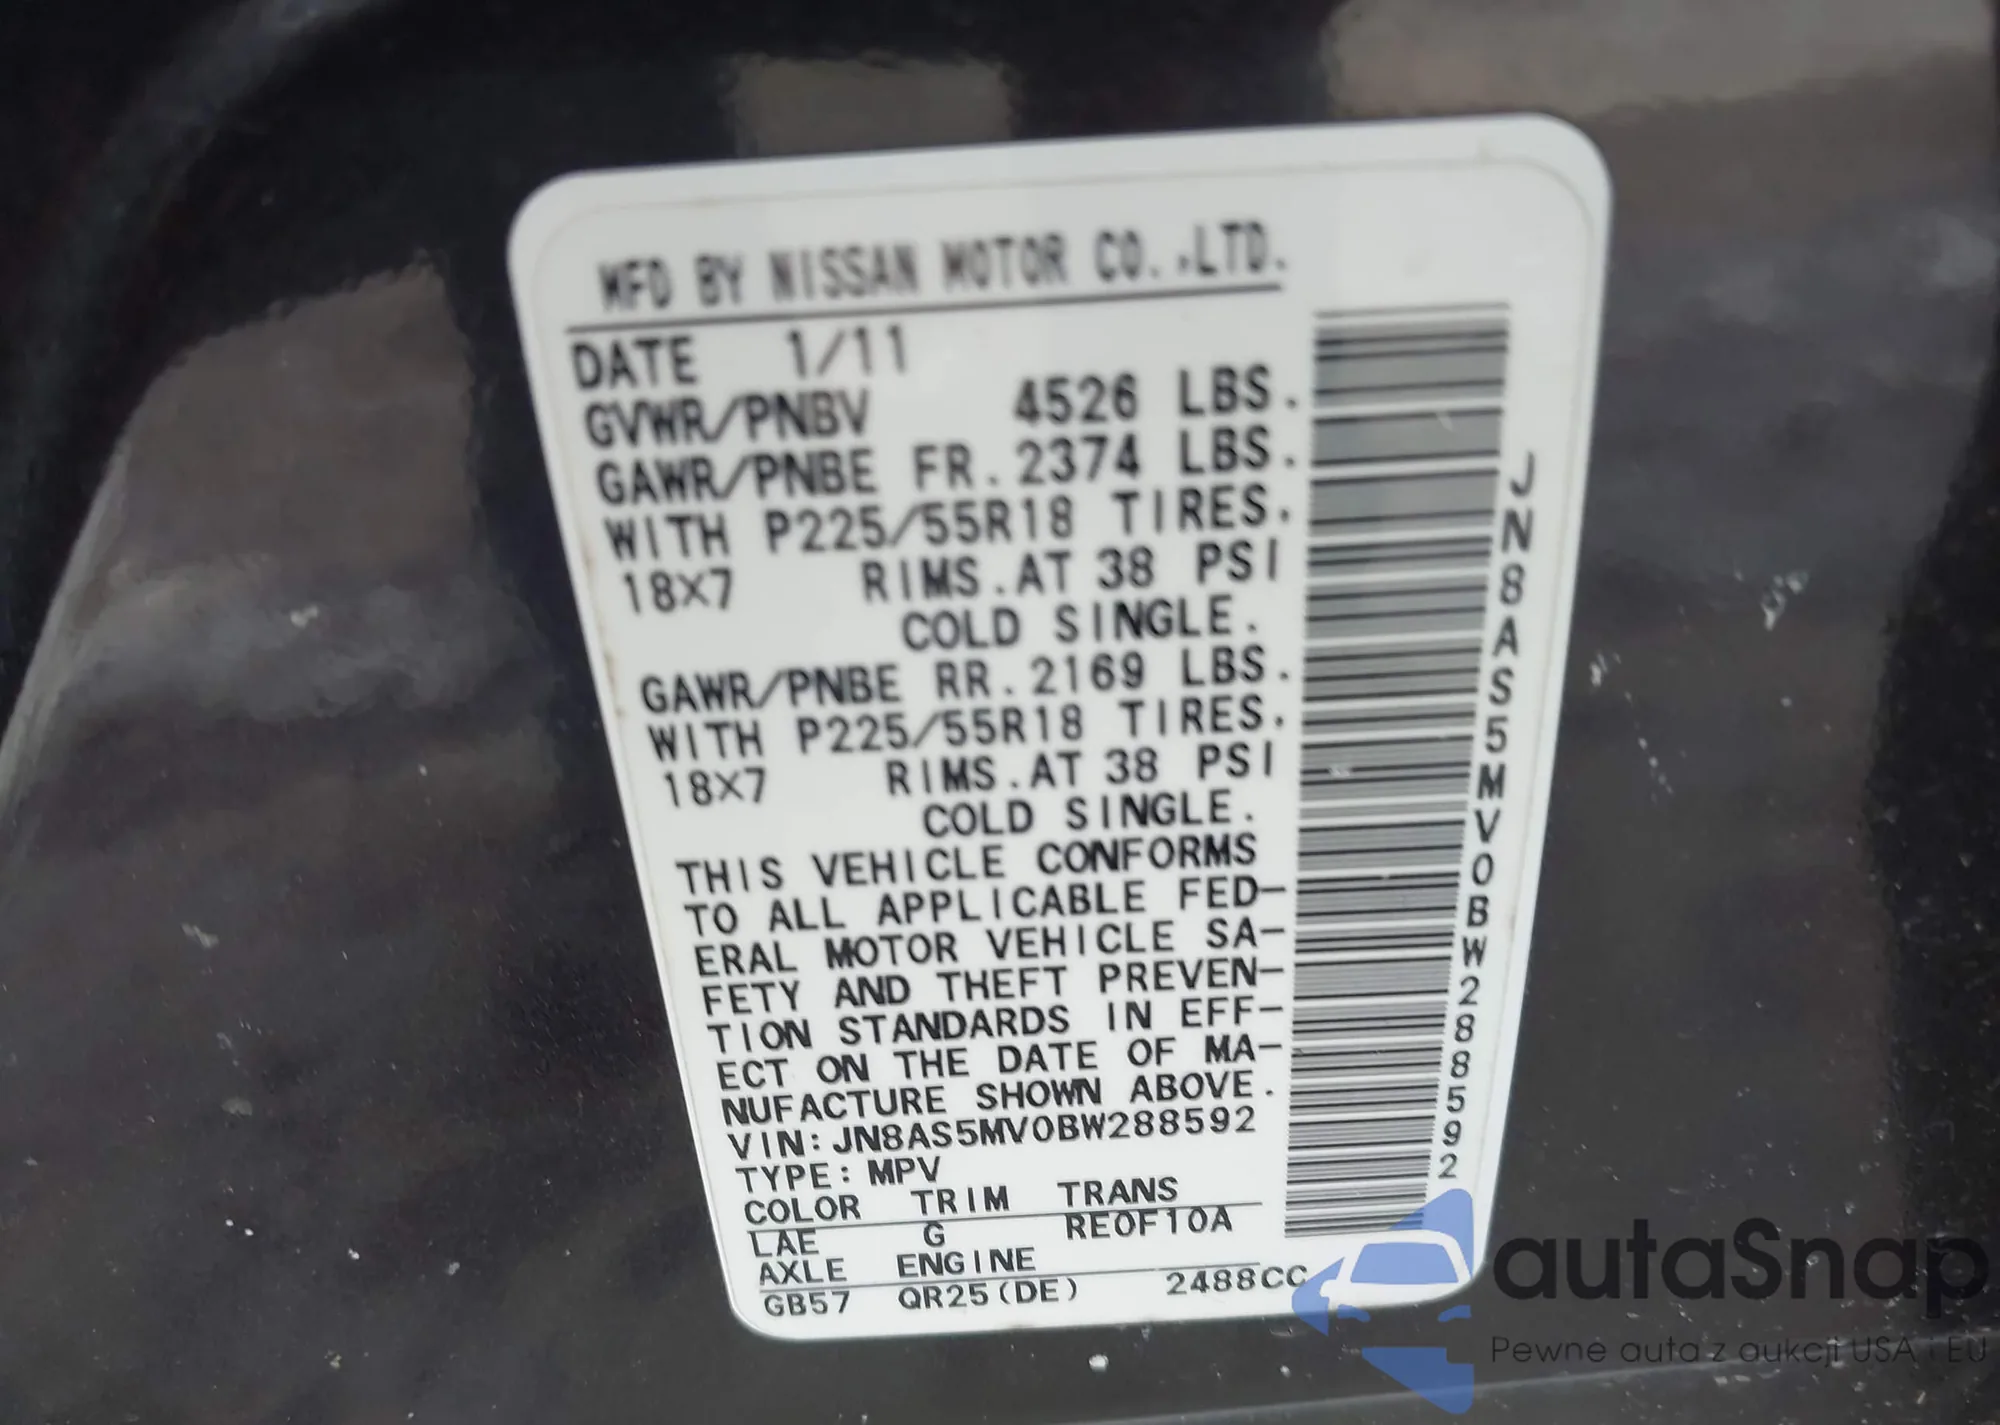 MFD BY NISSAN MOTOR CO.,LTD.
DATE 1/11
GVWR/PNBV 4526 LBS.
GAWR/PNBE FR.2374 LBS.
WITH P225/55R18 TIRES.
18X7 RIMS.AT 38 PSI
COLD SINGLE.
GAWR/PNBE RR.2169 LBS.
WITH P225/55R18 TIRES.
18X7 RIMS.AT 38 PSI
COLD SINGLE.
THIS VEHICLE CONFORMS
TO ALL APPLICABLE FED-
ERAL MOTOR VEHICLE SA-
FETY AND THEFT PREVEN-
TION STANDARDS IN EFF-
ECT ON THE DATE OF MA-
NUFACTURE SHOWN ABOVE.
VIN:JN8AS5MV0BW288592
TYPE:MPV
COLOR TRIM TRANS
LAE G RE0F10A
AXLE ENGINE
GB57 QR25(DE) 2488CC
JN8AS5MV0BW288592
autaSnap
Pewne auta z aukcji USA i EU